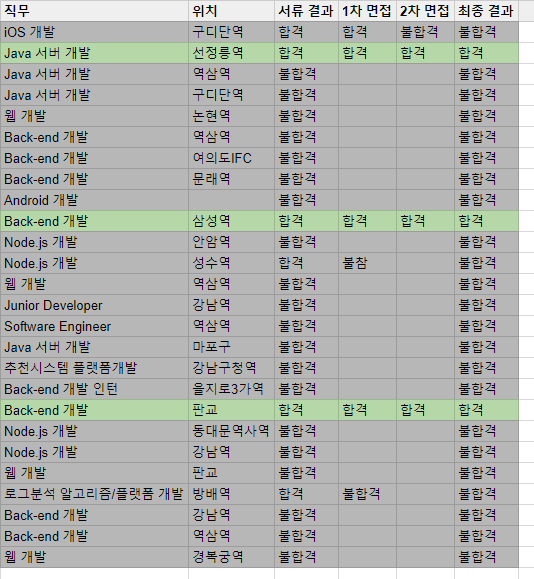 직무 위치 서류 결과 1차 면접 2차 면접 최종 결과
iOS 개발 구디단역 합격 합격 불합격 불합격
Java 서버 개발 선정릉역 합격 합격 합격 합격
Java 서버 개발 역삼역 불합격 불합격
Java 서버 개발 구디단역 불합격 불합격
웹 개발 논현역 불합격 불합격
Back-end 개발 역삼역 불합격 불합격
Back-end 개발 여의도IFC 불합격 불합격
Back-end 개발 문래역 불합격 불합격
Android 개발 불합격 불합격
Back-end 개발 삼성역 합격 합격 합격 합격
Node.js 개발 안암역 불합격 불합격
Node.js 개발 성수역 합격 불참 불합격
웹 개발 역삼역 불합격 불합격
Junior Developer 강남역 불합격 불합격
Software Engineer 역삼역 불합격 불합격
Java 서버 개발 마포구 불합격 불합격
추천시스템 플랫폼개발 강남구청역 불합격 불합격
Back-end 개발 인턴 을지로3가역 불합격 불합격
Back-end 개발 판교 합격 합격 합격 합격
Node.js 개발 동대문역사역 불합격 불합격
Node.js 개발 강남역 불합격 불합격
웹 개발 판교 불합격 불합격
로그분석 알고리즘/플랫폼 개발 방배역 합격 불합격 불합격
Back-end 개발 강남역 불합격 불합격
Back-end 개발 역삼역 불합격 불합격
웹 개발 경복궁역 불합격 불합격